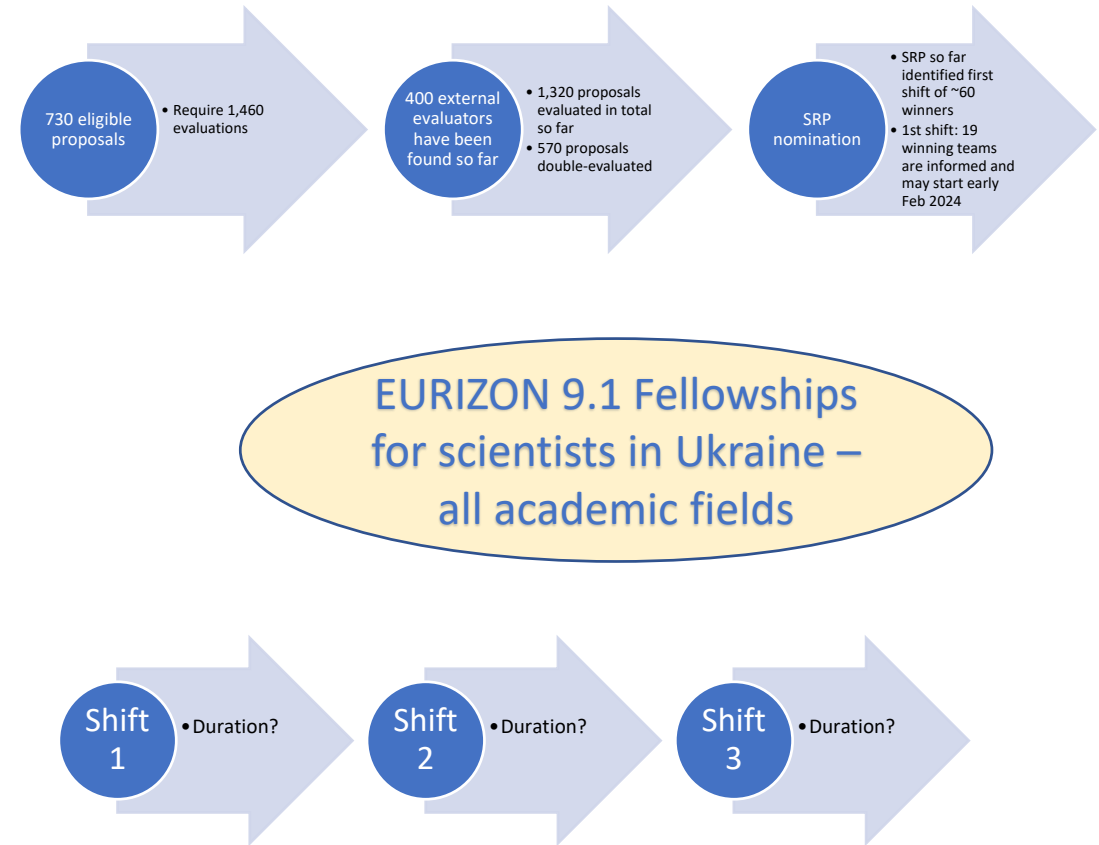 730 eligible
proposals
• Require 1,460
evaluations
400 external
evaluators
have been
found so far
• 1,320 proposals
evaluated in total
so far
• 570 proposals
double-evaluated
SRP
nomination
• SRP so far
identified first
shift of ~60
winners
• 1st shift: 19
winning teams
are informed and
may start early
Feb 2024
EURIZON 9.1 Fellowships
for scientists in Ukraine –
all academic fields
Shift
1
• Duration?
Shift
2
• Duration?
Shift
3
• Duration?